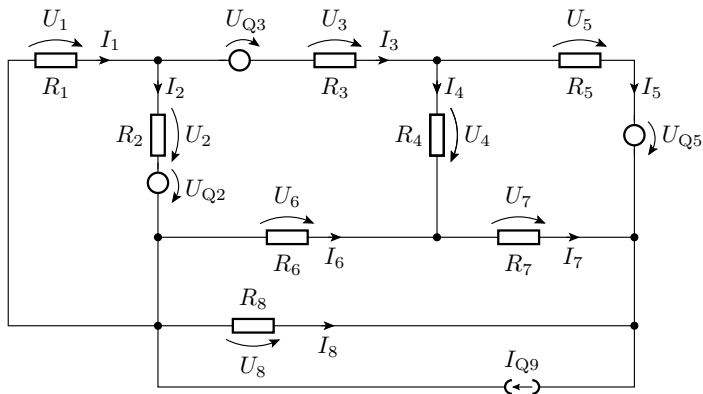 U1 UQ3 U3 U5
I1 I3
R1 R3 R5
I2 I4 I5
R2 U2 R4 U4 UQ5
UQ2
U6 U7
R6 I6 R7 I7
R8
U8 I8
IQ9